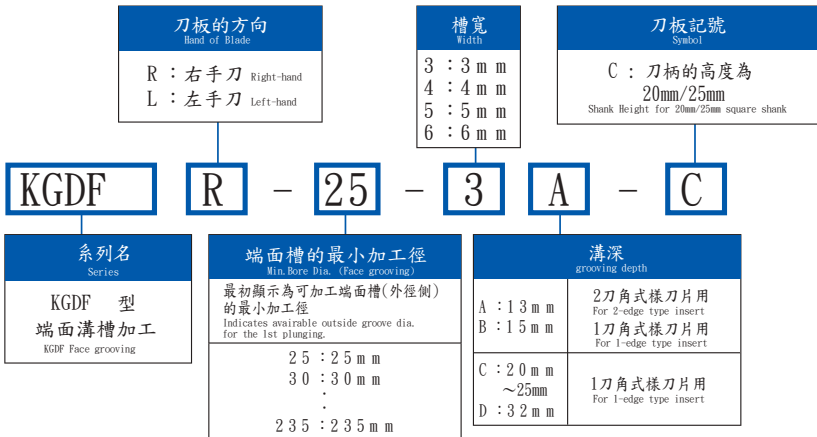 刀板的方向
Hand of Blade
R：右手刀 Right-hand
L：左手刀 Left-hand
槽寬
Width
3：3mm
4：4mm
5：5mm
6：6mm
刀板記號
Symbol
C：刀柄的高度為
20mm/25mm
Shank Height for 20mm/25mm square shank
KGDF R - 25 - 3 A - C
系列名
Series
KGDF 型
端面溝槽加工
KGDF Face grooving
端面槽的最小加工徑
Min.Bore Dia. (Face grooving)
最初顯示為可加工端面槽(外徑側)
的最小加工徑
Indicates avairable outside groove dia.
for the 1st plunging.
25：25mm
30：30mm
·
·
235：235mm
溝深
grooving depth
A：13mm
B：15mm
2刀角式樣刀片用
For 2-edge type insert
1刀角式樣刀片用
For 1-edge type insert
C：20mm
～25mm
D：32mm
1刀角式樣刀片用
For 1-edge type insert